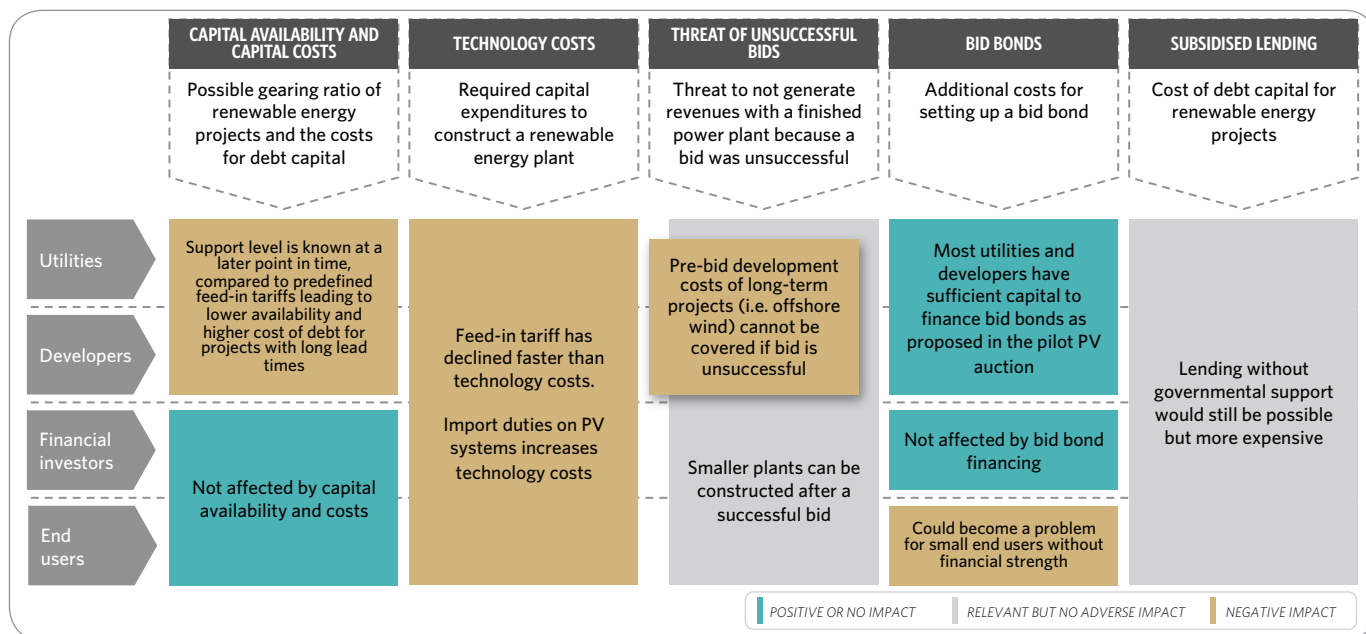 CAPITAL AVAILABILITY AND
CAPITAL COSTS
TECHNOLOGY COSTS
THREAT OF UNSUCCESSFUL
BIDS
BID BONDS
SUBSIDISED LENDING
Possible gearing ratio of
renewable energy
projects and the costs
for debt capital
Required capital
expenditures to
construct a renewable
energy plant
Threat to not generate
revenues with a finished
power plant because a
bid was unsuccessful
Additional costs for
setting up a bid bond
Cost of debt capital for
renewable energy
projects
Utilities
Developers
Financial
investors
End
users
Support level is known at a
later point in time,
compared to predefined
feed-in tariffs leading to
lower availability and
higher cost of debt for
projects with long lead
times
Not affected by capital
availability and costs
Feed-in tariff has
declined faster than
technology costs.
Import duties on PV
systems increases
technology costs
Pre-bid development
costs of long-term
projects (i.e. offshore
wind) cannot be
covered if bid is
unsuccessful
Smaller plants can be
constructed after a
successful bid
Most utilities and
developers have
sufficient capital to
finance bid bonds as
proposed in the pilot PV
auction
Not affected by bid bond
financing
Could become a problem
for small end users without
financial strength
Lending without
governmental support
would still be possible
but more expensive
POSITIVE OR NO IMPACT
RELEVANT BUT NO ADVERSE IMPACT
NEGATIVE IMPACT